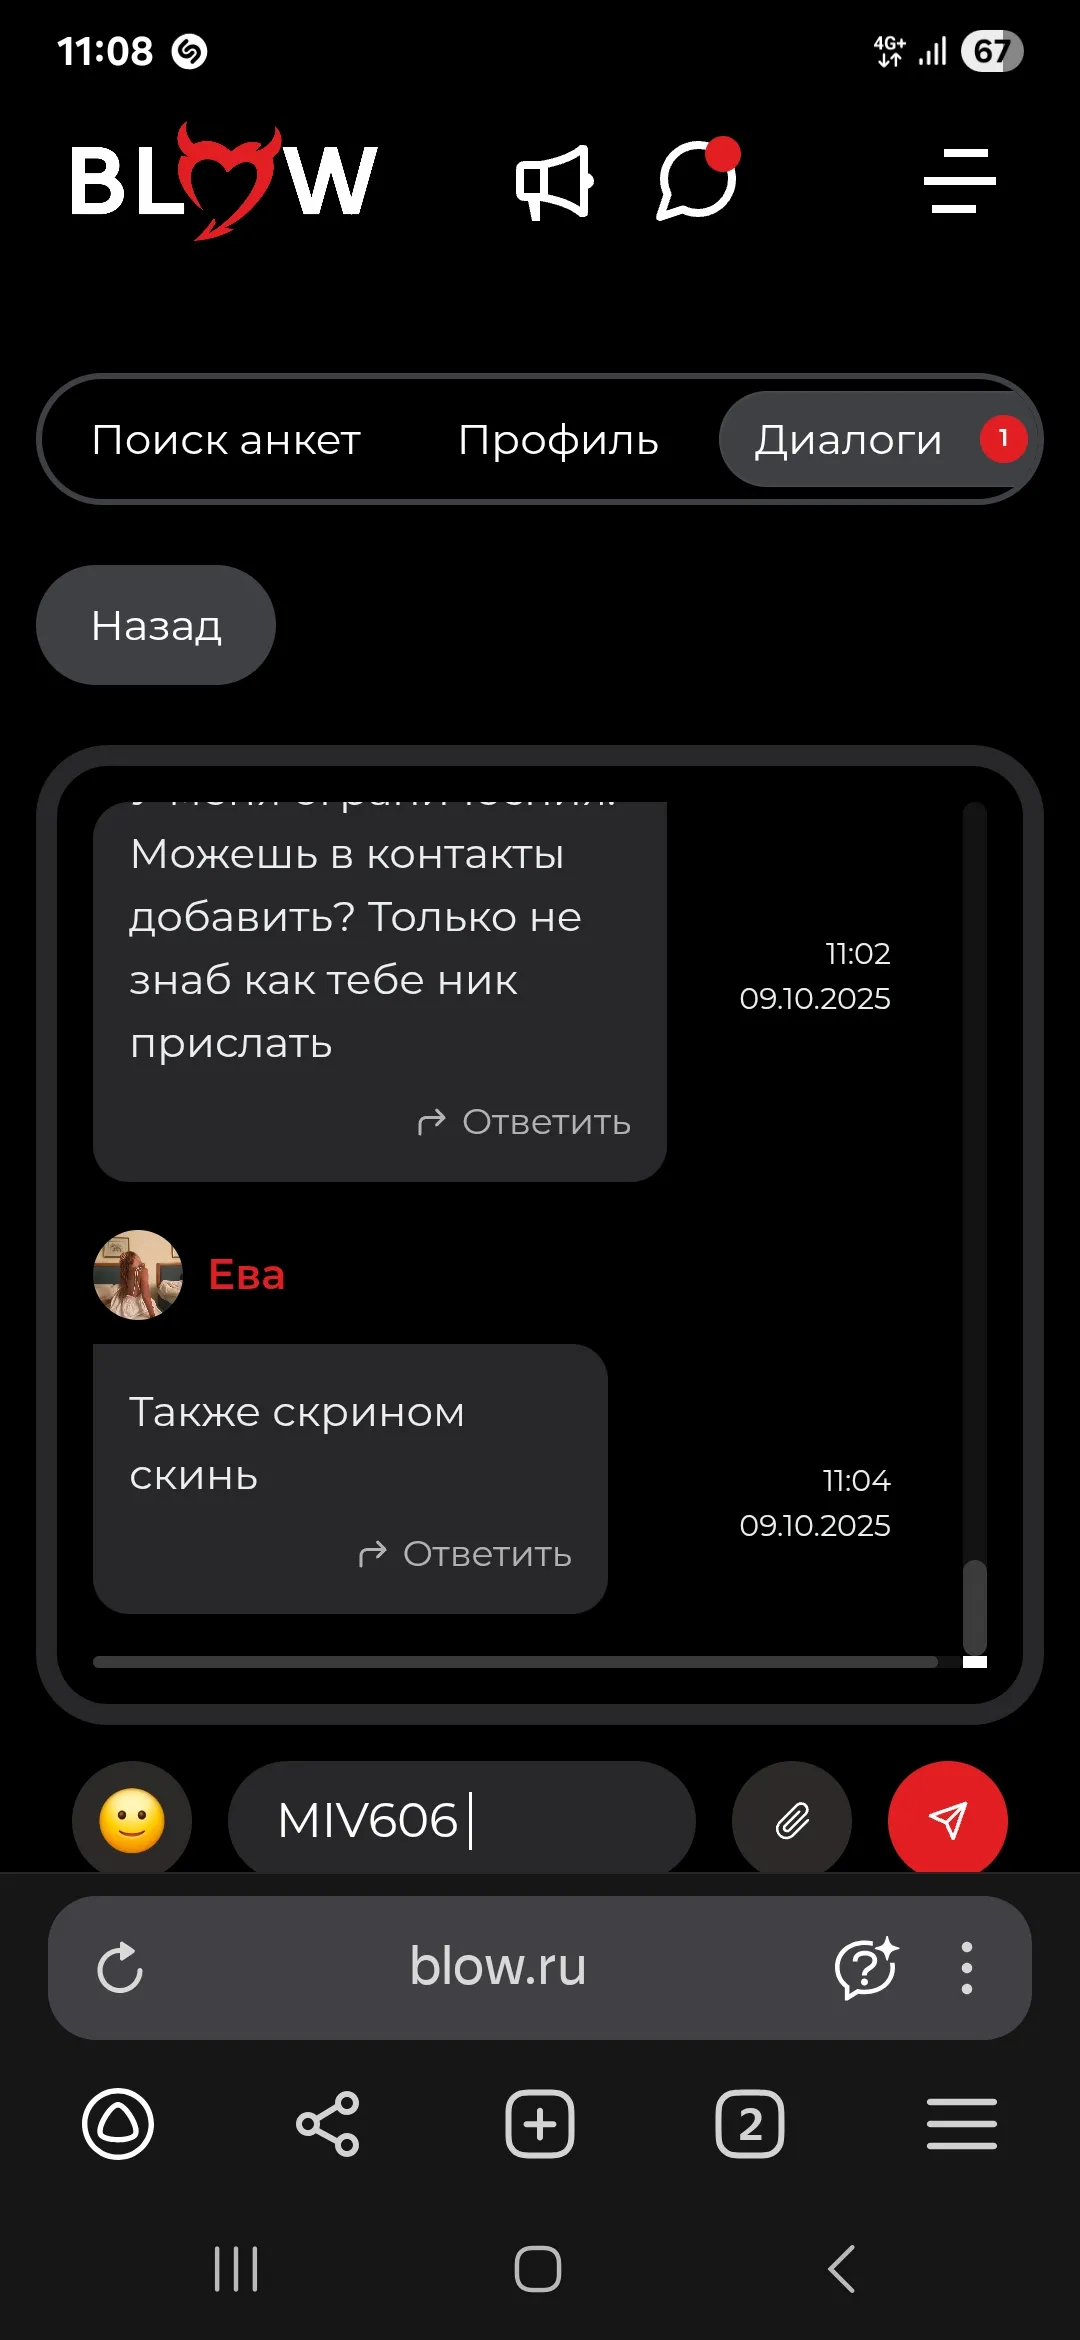 11:08
4G+
67
BLOW
Поиск анкет
Профиль
Диалоги
1
Назад
У меня ограничения.
Можешь в контакты
добавить? Только не
знаб как тебе ник
прислать
11:02
09.10.2025
Ответить
Ева
Также скрином
скинь
11:04
09.10.2025
Ответить
MIV606
blow.ru
2